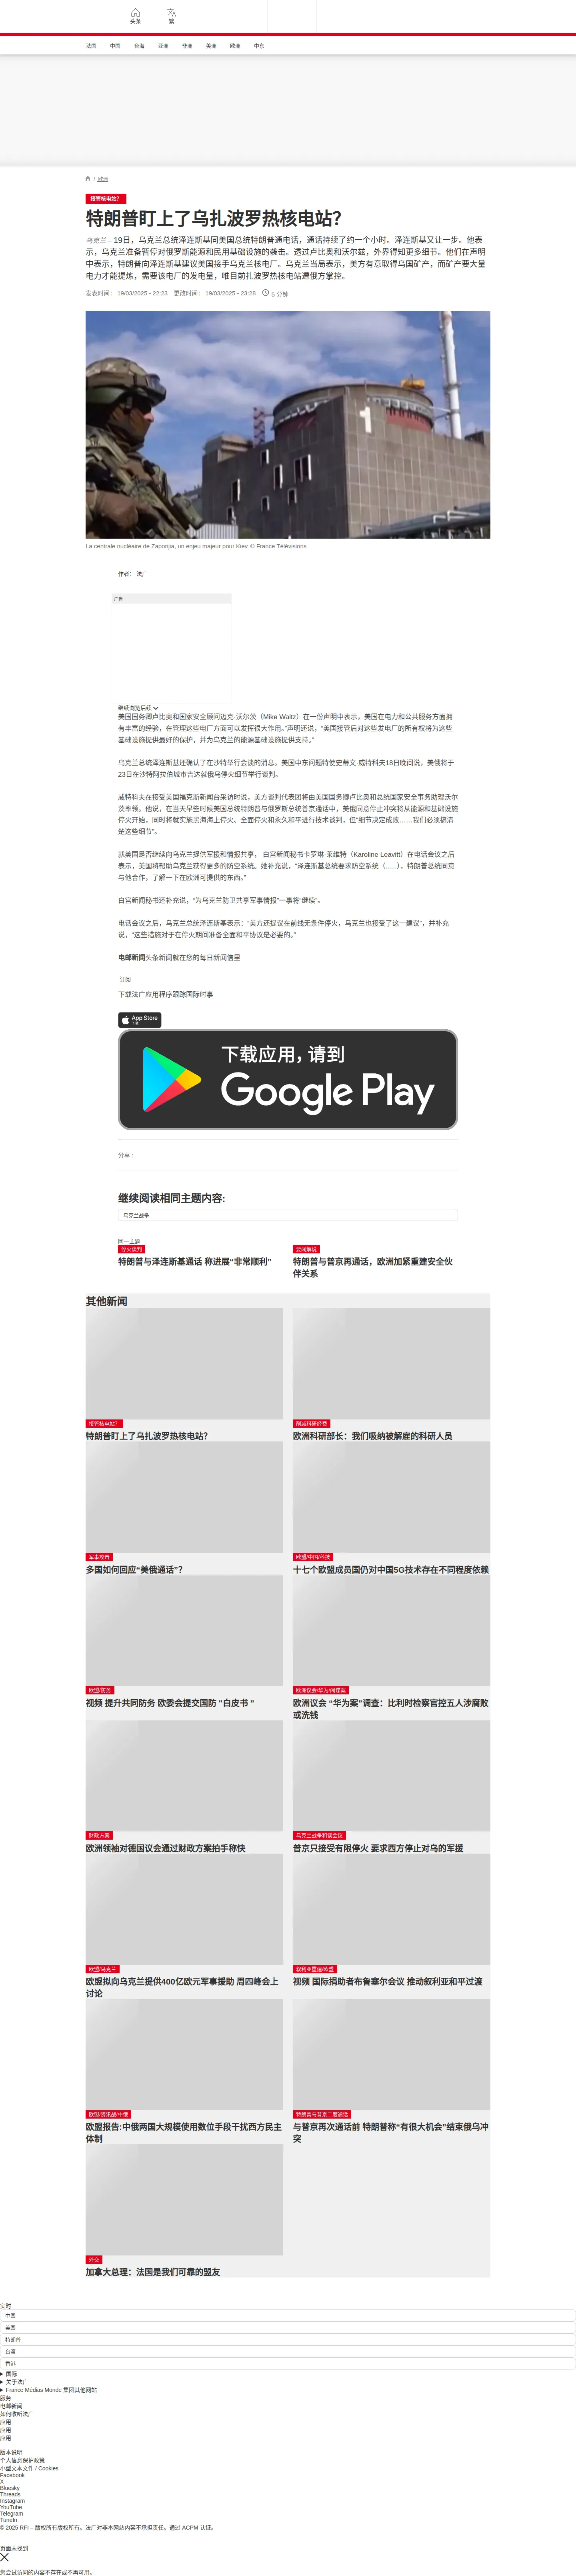 头条
繁
法国 中国 台海 亚洲 非洲 美洲 欧洲 中东
/ 欧洲
接管核电站？
特朗普盯上了乌扎波罗热核电站？
乌克兰 – 19日，乌克兰总统泽连斯基同美国总统特朗普通电话，通话持续了约一个小时。泽连斯基又让一步。他表
示，乌克兰准备暂停对俄罗斯能源和民用基础设施的袭击。透过卢比奥和沃尔兹，外界得知更多细节。他们在声明
中表示，特朗普向泽连斯基建议美国接手乌克兰核电厂。乌克兰当局表示，美方有意取得乌国矿产，而矿产要大量
电力才能提炼，需要该电厂的发电量，唯目前扎波罗热核电站遭俄方掌控。
发表时间： 19/03/2025 - 22:23 更改时间： 19/03/2025 - 23:28 5 分钟
La centrale nucléaire de Zaporijia, un enjeu majeur pour Kiev. © France Télévisions
作者： 法广
广告
继续浏览后续
美国国务卿卢比奥和国家安全顾问迈克·沃尔茨（Mike Waltz）在一份声明中表示，美国在电力和公共服务方面拥
有丰富的经验，在管理这些电厂方面可以发挥很大作用。”声明还说，“美国接管后对这些发电厂的所有权将为这些
基础设施提供最好的保护，并为乌克兰的能源基础设施提供支持。”
乌克兰总统泽连斯基还确认了在沙特举行会谈的消息。美国中东问题特使史蒂文·威特科夫18日晚间说，美俄将于
23日在沙特阿拉伯城市吉达就俄乌停火细节举行谈判。
威特科夫在接受美国福克斯新闻台采访时说，美方谈判代表团将由美国国务卿卢比奥和总统国家安全事务助理沃尔
茨率领。他说，在当天早些时候美国总统特朗普与俄罗斯总统普京通话中，美俄同意停止冲突将从能源和基础设施
停火开始，同时将就实施黑海海上停火、全面停火和永久和平进行技术谈判，但“细节决定成败……我们必须搞清
楚这些细节”。
就美国是否继续向乌克兰提供军援和情报共享， 白宫新闻秘书卡罗琳·莱维特（Karoline Leavitt）在电话会议之后
表示，美国将帮助乌克兰获得更多的防空系统。她补充说，“泽连斯基总统要求防空系统（......），特朗普总统同意
与他合作，了解一下在欧洲可提供的东西。”
白宫新闻秘书还补充说，“为乌克兰防卫共享军事情报”一事将“继续”。
电话会议之后，乌克兰总统泽连斯基表示：“美方还提议在前线无条件停火，乌克兰也接受了这一建议”，并补充
说，“这些措施对于在停火期间准备全面和平协议是必要的。”
电邮新闻头条新闻就在您的每日新闻信里
订阅
下载法广应用程序跟踪国际时事
App Store
下载应用，请到
Google Play
分享 :
继续阅读相同主题内容:
乌克兰战争
同一主题
停火谈判
特朗普与泽连斯基通话 称进展“非常顺利”
要闻解说
特朗普与普京再通话，欧洲加紧重建安全伙
伴关系
其他新闻
接管核电站？
特朗普盯上了乌扎波罗热核电站？
削减科研经费
欧洲科研部长：我们吸纳被解雇的科研人员
军事攻击
多国如何回应“美俄通话”？
欧盟/中国/科技
十七个欧盟成员国仍对中国5G技术存在不同程度依赖
欧盟/防务
视频 提升共同防务 欧委会提交国防 “白皮书 ”
欧洲议会/华为/间谍案
欧洲议会 “华为案”调查：比利时检察官控五人涉腐败
或洗钱
财政方案
欧洲领袖对德国议会通过财政方案拍手称快
乌克兰战争和谈会议
普京只接受有限停火 要求西方停止对乌的军援
欧盟/乌克兰
欧盟拟向乌克兰提供400亿欧元军事援助 周四峰会上
讨论
叙利亚重建/欧盟
视频 国际捐助者布鲁塞尔会议 推动叙利亚和平过渡
欧盟/资讯战/中俄
欧盟报告:中俄两国大规模使用数位手段干扰西方民主
体制
特朗普与普京二度通话
与普京再次通话前 特朗普称“有很大机会”结束俄乌冲
突
外交
加拿大总理：法国是我们可靠的盟友
实时
中国
美国
特朗普
台湾
香港
国际
关于法广
France Médias Monde 集团其他网站
服务
电邮新闻
如何收听法广
应用
应用
应用
版本说明
个人信息保护政策
小型文本文件 / Cookies
Facebook
X
Bluesky
Threads
Instagram
YouTube
Telegram
TuneIn
© 2025 RFI – 版权所有版权所有。法广对非本网站内容不承担责任。通过 ACPM 认证。
页面未找到
您尝试访问的内容不存在或不再可用。